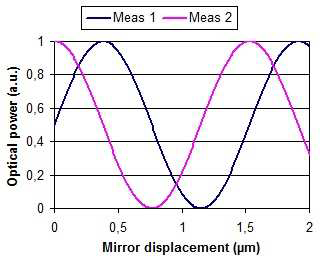 Meas 1 Meas 2
Optical power (a.u.)
1
0,8
0,6
0,4
0,2
0
0 0,5 1 1,5 2
Mirror displacement (µm)